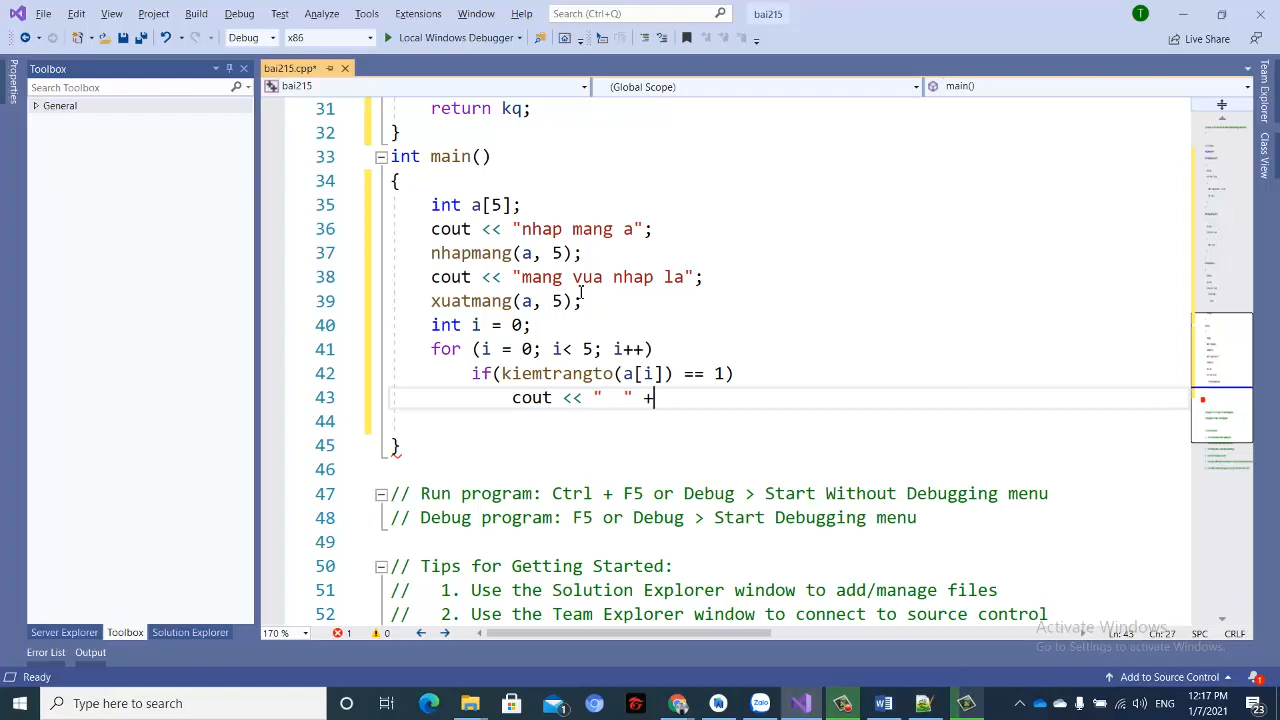 File Edit View Project Build Debug Test Analyze Tools Extensions Window Help Search (Ctrl+Q) bai215 T
Debug x86 Local Windows Debugger Live Share
Toolbox
bai215.cpp*
Search Toolbox
bai215 (Global Scope) main()
General
Properties
Team Explorer Class View
31 return kq;
32 }
33 int main()
34 {
35 int a[5];
36 cout << "nhap mang a";
37 nhapmang(a, 5);
38 cout << "mang vua nhap la";
39 xuatmang(a, 5);
40 int i = 0;
41 for (i = 0; i< 5; i++)
42 if(kiemtrangto(a[i]) == 1)
43 cout << "  " +
44
45 }
46
47 // Run program: Ctrl + F5 or Debug > Start Without Debugging menu
48 // Debug program: F5 or Debug > Start Debugging menu
49
50 // Tips for Getting Started:
51 // 1. Use the Solution Explorer window to add/manage files
52 // 2. Use the Team Explorer window to connect to source control
Server Explorer Toolbox Solution Explorer
170 % 1 0 Ch: 27 SPC CRLF
Activate Windows
Go to Settings to activate Windows.
Error List Output
Ready Add to Source Control 1
Type here to search
Zalo
12:17 PM
1/7/2021
23